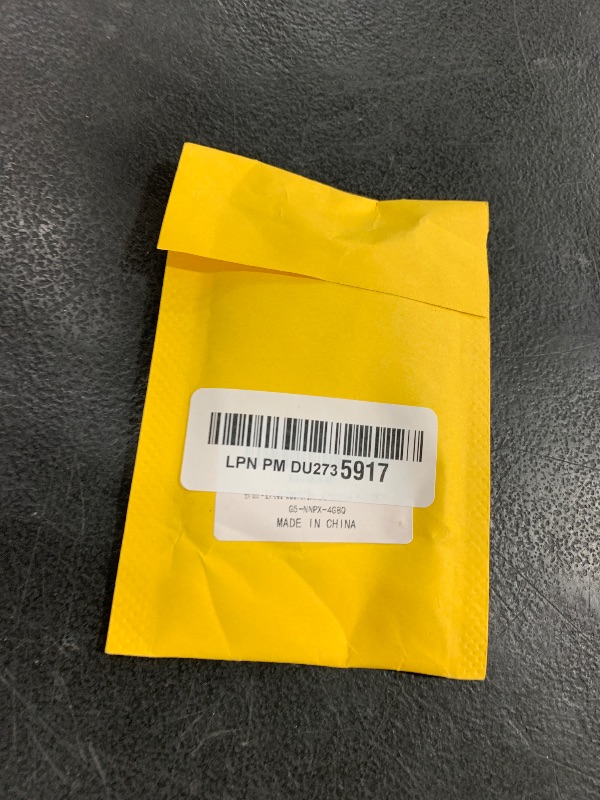 LPN PM DU2735917
G5-NNPX-4G8Q
MADE IN CHINA